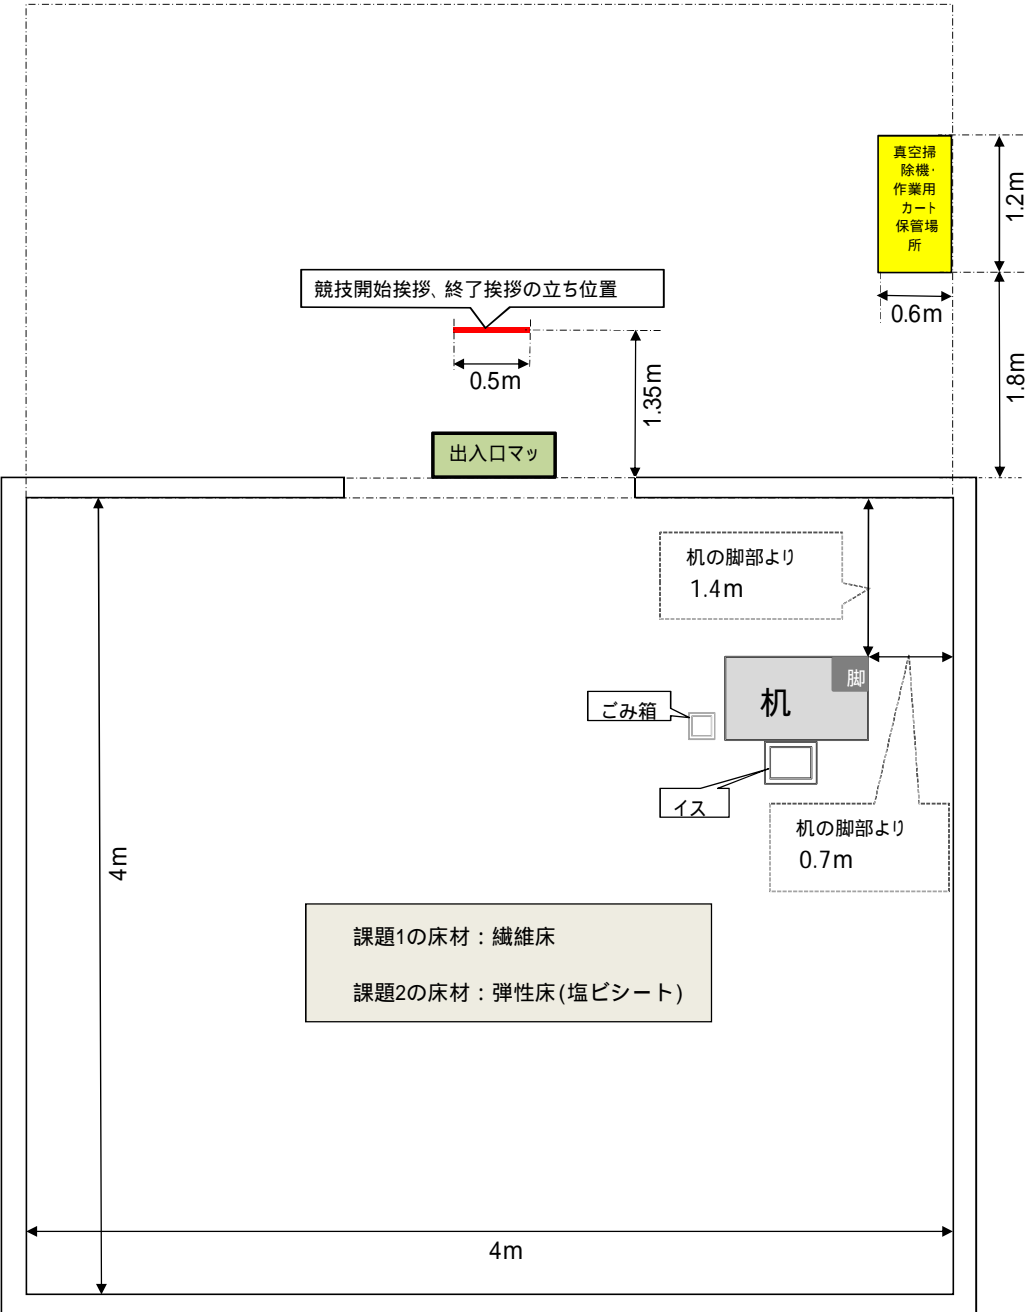 真空掃
除機・
作業用
カート
保管場
所
1.2m
0.6m
1.8m
競技開始挨拶、終了挨拶の立ち位置
0.5m
1.35m
出入口マッ
机の脚部より
1.4m
脚
机
ごみ箱
イス
机の脚部より
0.7m
4m
課題1の床材：繊維床
課題2の床材：弾性床(塩ビシート)
4m